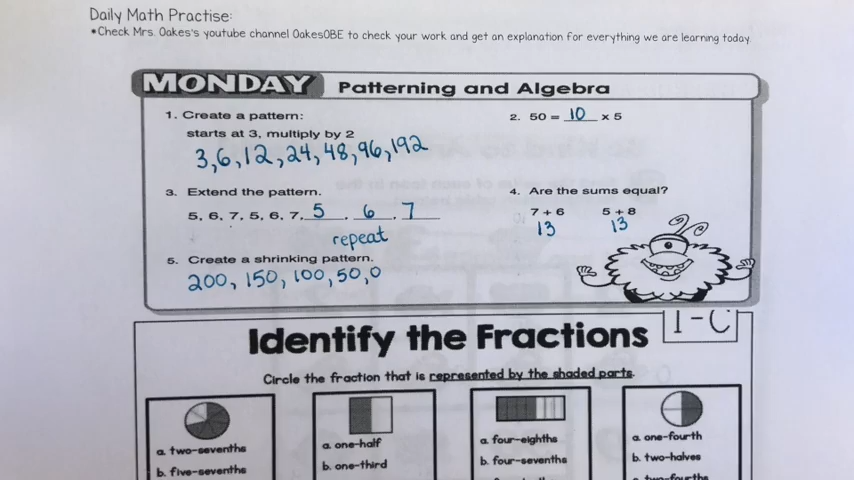 Daily Math Practise:
*Check Mrs. Oakes's youtube channel OakesOBE to check your work and get an explanation for everything we are learning today.
MONDAY Patterning and Algebra
1. Create a pattern:
starts at 3, multiply by 2
3, 6, 12, 24, 48, 96, 192
2. 50 = 10 x 5
3. Extend the pattern.
5, 6, 7, 5, 6, 7, 5, 6, 7
repeat
4. Are the sums equal?
7 + 6 5 + 8
13 13
5. Create a shrinking pattern.
200, 150, 100, 50, 0
1-C
Identify the Fractions
Circle the fraction that is represented by the shaded parts.
a. two-sevenths
b. five-sevenths
a. one-half
b. one-third
a. four-eighths
b. four-sevenths
a. one-fourth
b. two-halves